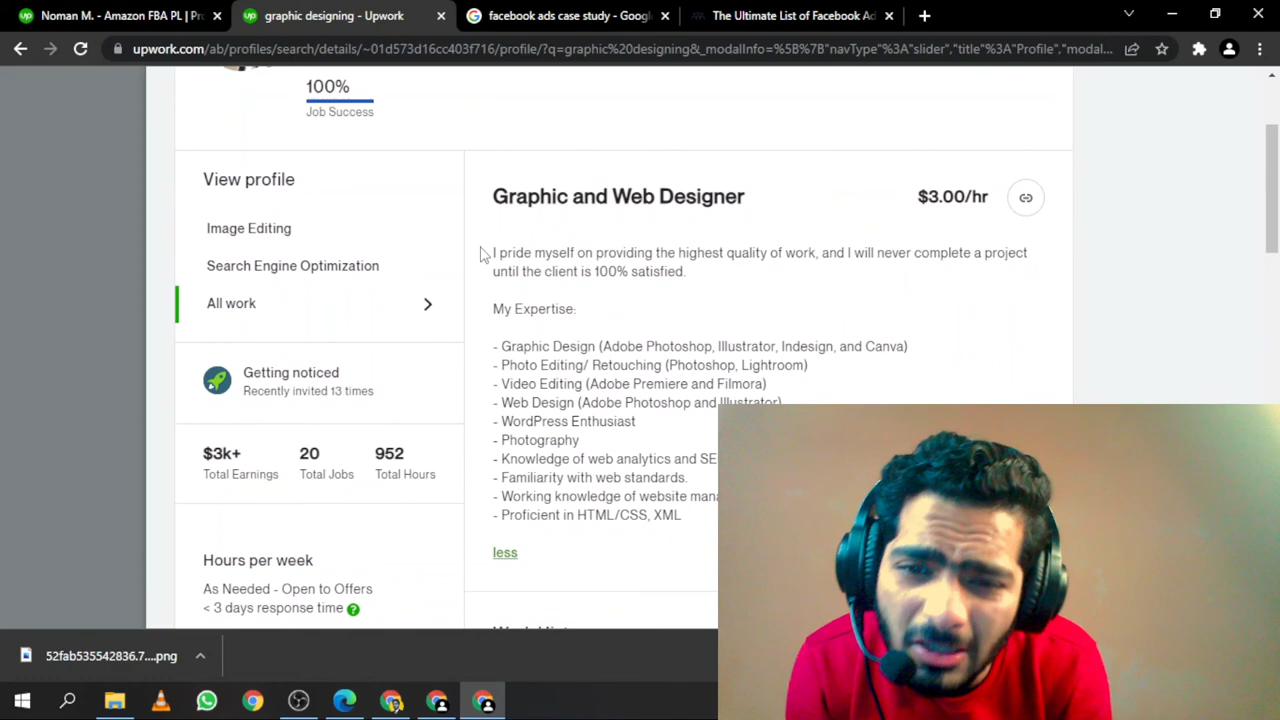 Noman M. - Amazon FBA PL | Pro
graphic designing - Upwork
facebook ads case study - Google
The Ultimate List of Facebook Ad
upwork.com/ab/profiles/search/details/~01d573d16cc403f716/profile/?q=graphic%20designing&_modalInfo=%5B%7B"navType"%3A"slider","title"%3A"Profile","modal...
100%
Job Success
View profile
Image Editing
Search Engine Optimization
All work
Getting noticed
Recently invited 13 times
$3k+ 20 952
Total Earnings Total Jobs Total Hours
Hours per week
As Needed - Open to Offers
< 3 days response time
Graphic and Web Designer $3.00/hr
I pride myself on providing the highest quality of work, and I will never complete a project
until the client is 100% satisfied.
My Expertise:
- Graphic Design (Adobe Photoshop, Illustrator, Indesign, and Canva)
- Photo Editing/ Retouching (Photoshop, Lightroom)
- Video Editing (Adobe Premiere and Filmora)
- Web Design (Adobe Photoshop and Illustrator)
- WordPress Enthusiast
- Photography
- Knowledge of web analytics and SE
- Familiarity with web standards.
- Working knowledge of website mana
- Proficient in HTML/CSS, XML
less
52fab535542836.7....png